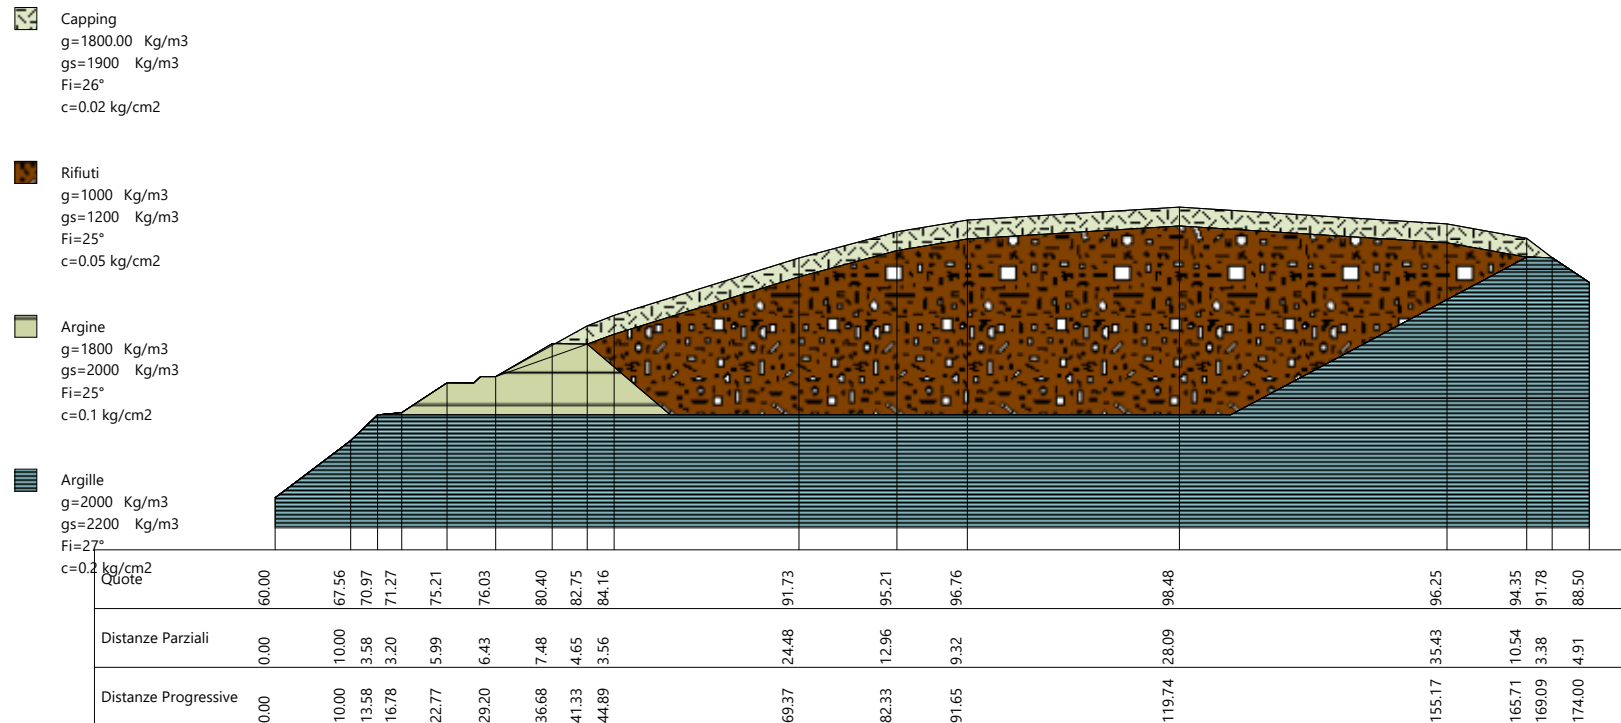 Capping
g=1800.00 Kg/m3
gs=1900 Kg/m3
Fi=26°
c=0.02 kg/cm2
Rifiuti
g=1000 Kg/m3
gs=1200 Kg/m3
Fi=25°
c=0.05 kg/cm2
Argine
g=1800 Kg/m3
gs=2000 Kg/m3
Fi=25°
c=0.1 kg/cm2
Argille
g=2000 Kg/m3
gs=2200 Kg/m3
Fi=27°
c=0.2 kg/cm2
Quote 60.00 67.56 70.97 71.27 75.21 76.03 80.40 82.75 84.16 91.73 95.21 96.76 98.48 96.25 94.35 91.78 88.50
Distanze Parziali 0.00 10.00 3.58 3.20 5.99 6.43 7.48 4.65 3.56 24.48 12.96 9.32 28.09 35.43 10.54 3.38 4.91
Distanze Progressive 0.00 10.00 13.58 16.78 22.77 29.20 36.68 41.33 44.89 69.37 82.33 91.65 119.74 155.17 165.71 169.09 174.00